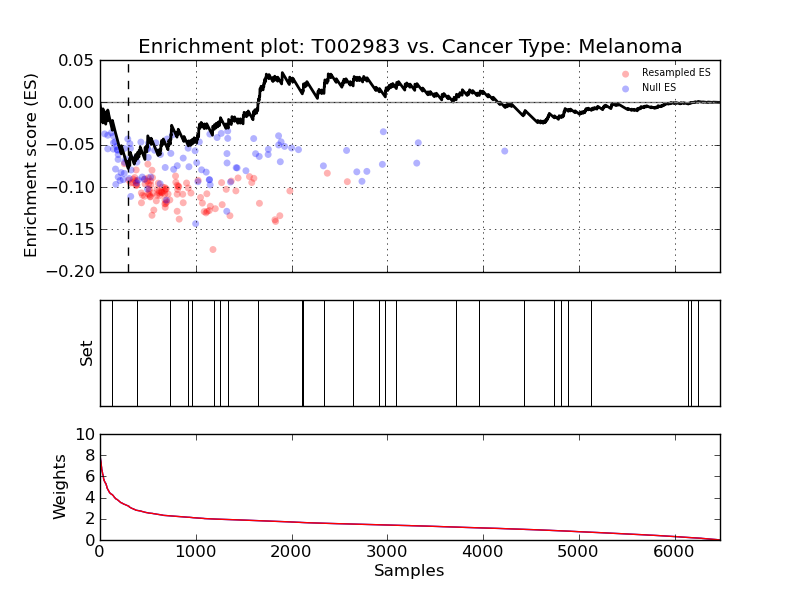 Enrichment plot: T002983 vs. Cancer Type: Melanoma
Enrichment score (ES)
0.05
0.00
−0.05
−0.10
−0.15
−0.20
Resampled ES
Null ES
Set
Weights
10
8
6
4
2
0
0 1000 2000 3000 4000 5000 6000
Samples